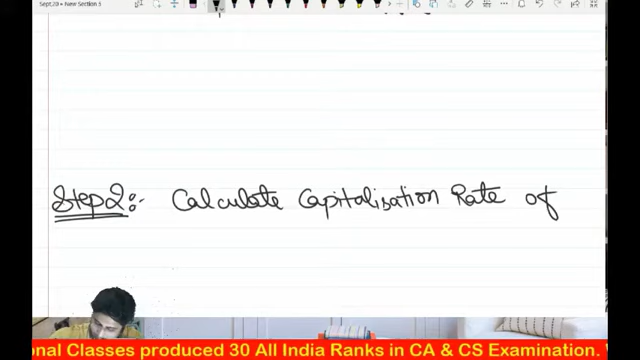 Sept.20 • New Section 3
Step 2:- Calculate Capitalisation Rate of
onal Classes produced 30 All India Ranks in CA & CS Examination.